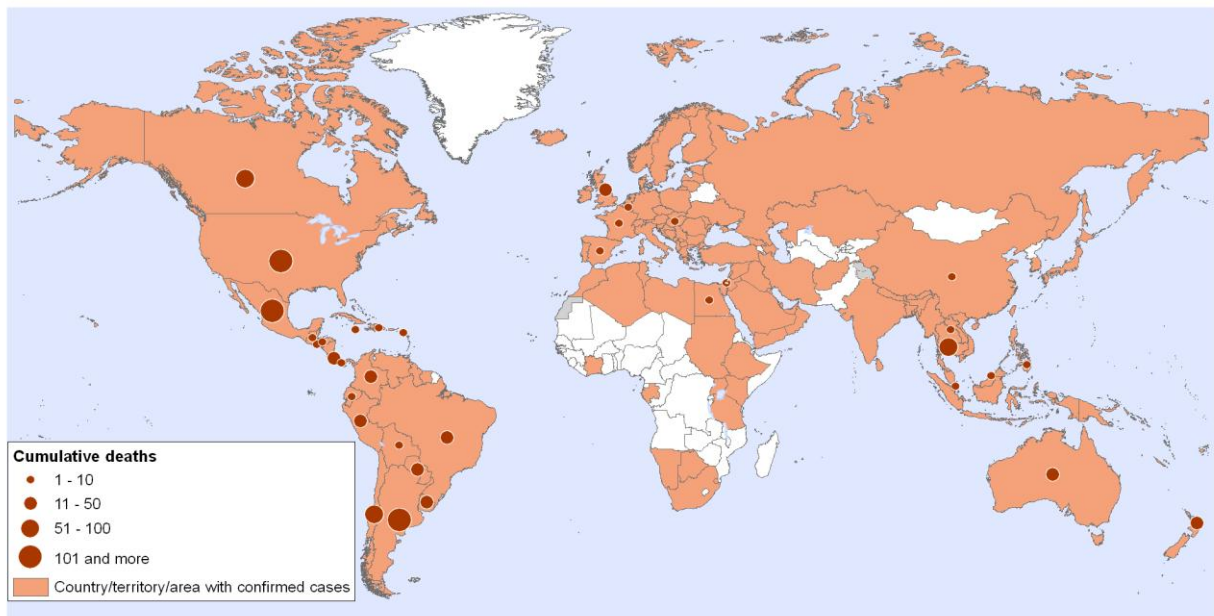 Cumulative deaths
1 - 10
11 - 50
51 - 100
101 and more
Country/territory/area with confirmed cases